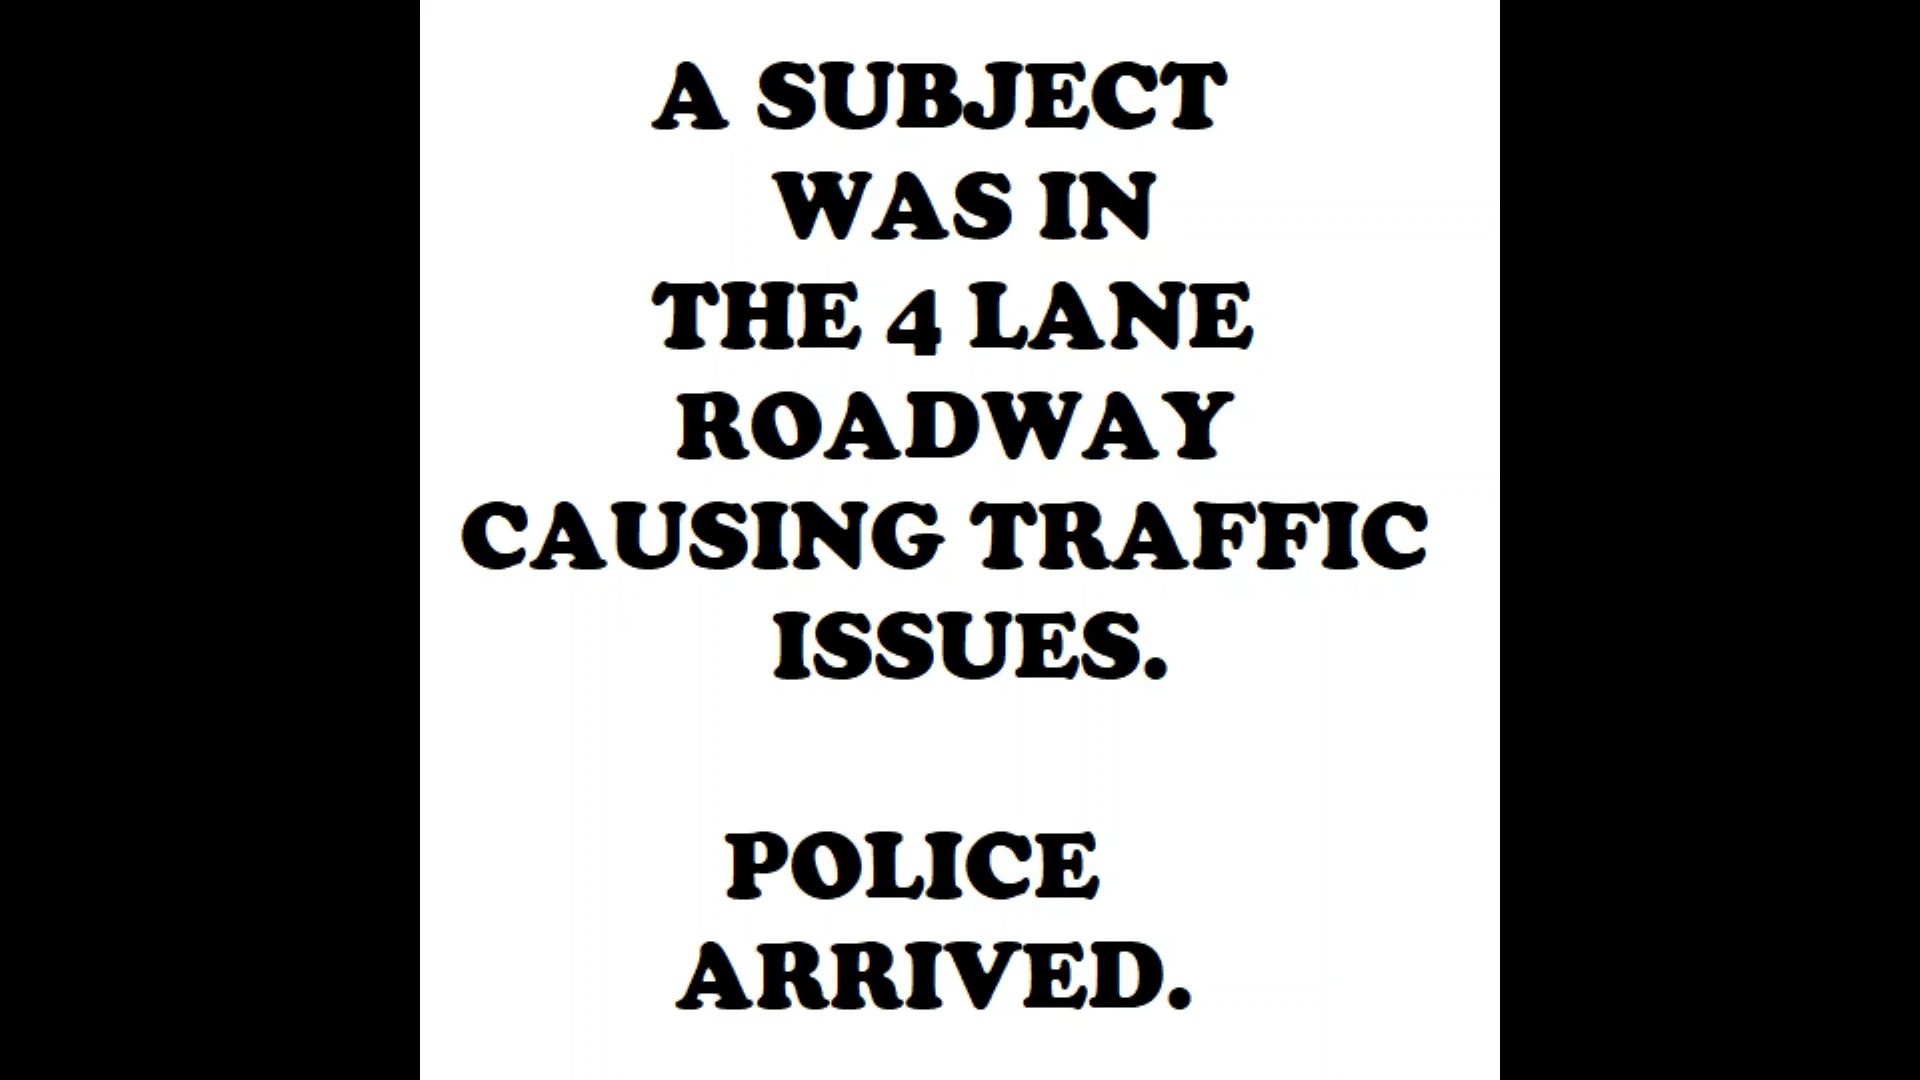 A SUBJECT
WAS IN
THE 4 LANE
ROADWAY
CAUSING TRAFFIC
ISSUES.
POLICE
ARRIVED.